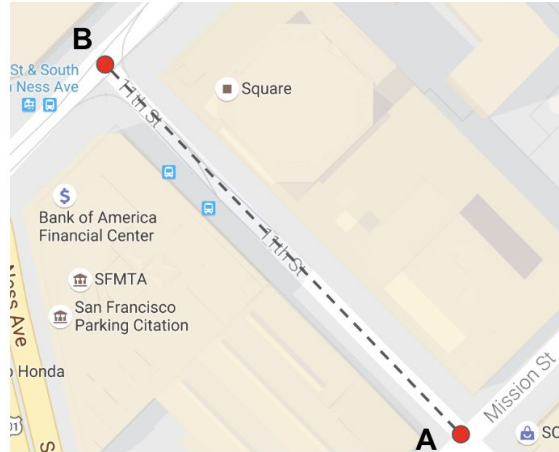 B
St & South
Ness Ave
11th St
Square
Bank of America
Financial Center
11th St
SFMTA
San Francisco
Parking Citation
Ness Ave
Honda
Mission St
A
S
SC